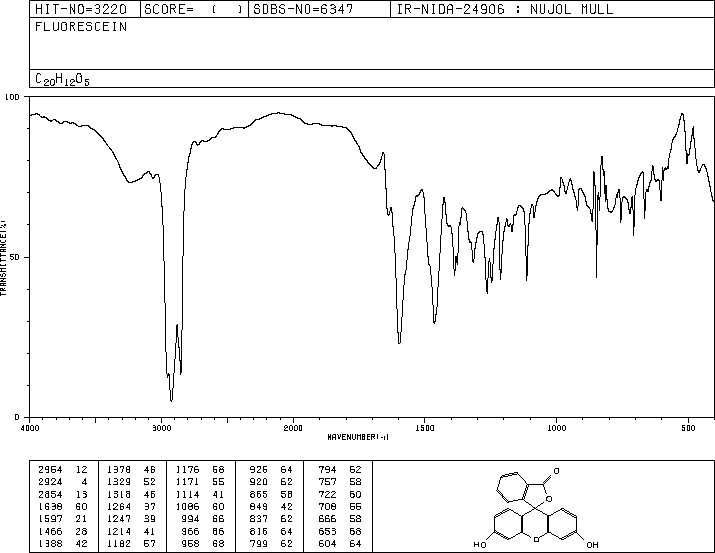 HIT-NO=3220 SCORE= ( ) SDBS-NO=6347 IR-NIDA-24906 : NUJOL MULL
FLUORESCEIN
C20H12O5
100
50
0
TRANSMITTANCE(%)
4000 3000 2000 1500 1000 500
WAVENUMBER(-1)
2954 12 1378 46 1176 68 926 64 794 62
2924 4 1329 52 1171 55 920 62 757 58
2854 13 1318 46 1114 41 865 58 722 60
1638 60 1264 37 1086 60 849 42 708 55
1597 21 1247 39 994 66 837 62 666 58
1466 28 1214 41 966 86 816 64 653 58
1388 42 1182 57 958 68 799 62 604 64
O
O
HO O OH